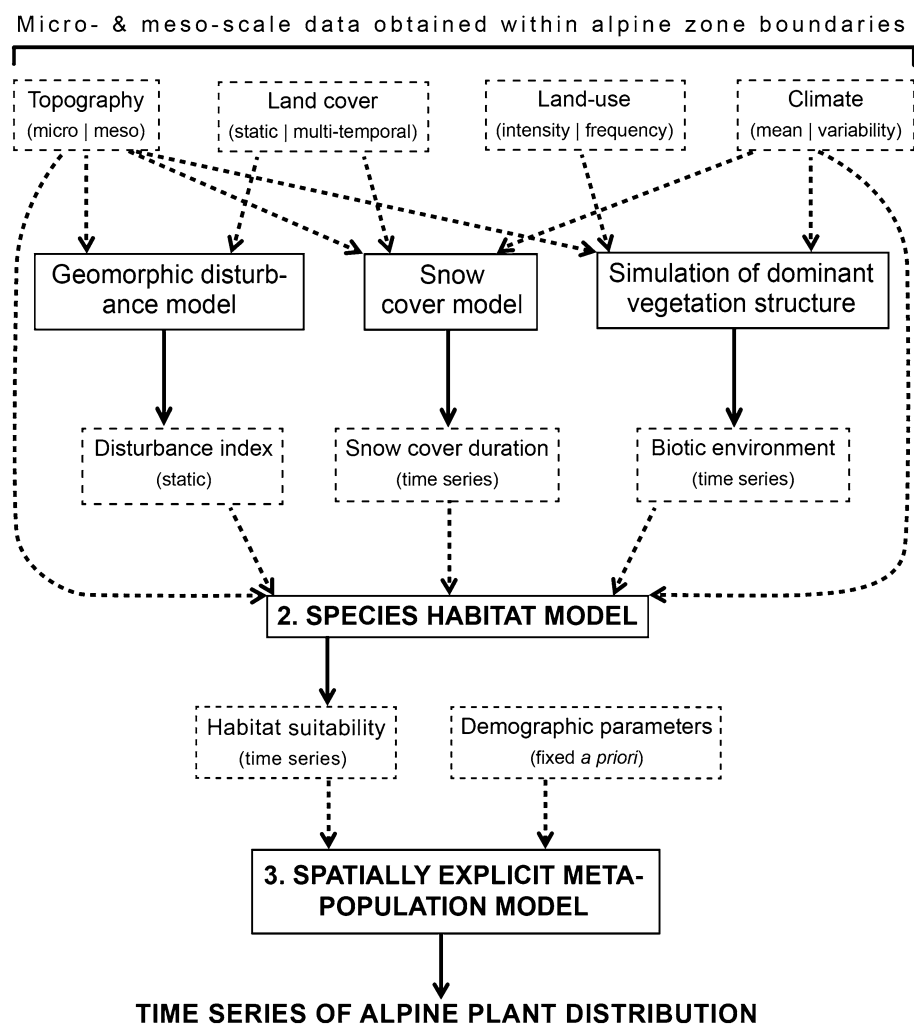 Micro- & meso-scale data obtained within alpine zone boundaries
Topography
(micro | meso)
Land cover
(static | multi-temporal)
Land-use
(intensity | frequency)
Climate
(mean | variability)
Geomorphic disturb-
ance model
Snow
cover model
Simulation of dominant
vegetation structure
Disturbance index
(static)
Snow cover duration
(time series)
Biotic environment
(time series)
2. SPECIES HABITAT MODEL
Habitat suitability
(time series)
Demographic parameters
(fixed a priori)
3. SPATIALLY EXPLICIT META-
POPULATION MODEL
TIME SERIES OF ALPINE PLANT DISTRIBUTION